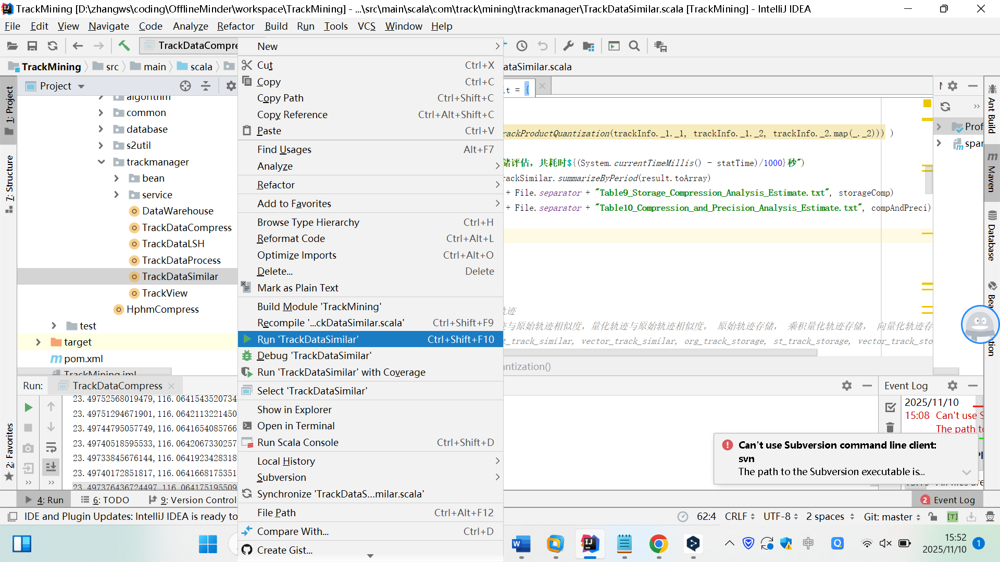 TrackMining [D:\zhangws\coding\OfflineMinder\workspace\TrackMining] - ...\src\main\scala\com\track\mining\trackmanager\TrackDataSimilar.scala [TrackMining] - IntelliJ IDEA
File Edit View Navigate Code Analyze Refactor Build Run Tools VCS Window Help
TrackDataCompre
TrackMining src main scala
ataSimilar.scala
Project
algorithm
common
database
s2util
trackmanager
bean
service
DataWarehouse
TrackDataCompress
TrackDataLSH
TrackDataProcess
TrackDataSimilar
TrackView
HphmCompress
test
target
pom.xml
TrackMining.iml
1: Project
7: Structure
2: Favorites
New
Cut Ctrl+X
Copy Ctrl+C
Copy Path Ctrl+Shift+C
Copy Reference Ctrl+Alt+Shift+C
Paste Ctrl+V
Find Usages Alt+F7
Analyze
Refactor
Add to Favorites
Browse Type Hierarchy Ctrl+H
Reformat Code Ctrl+Alt+L
Optimize Imports Ctrl+Alt+O
Delete... Delete
Mark as Plain Text
Build Module 'TrackMining'
Recompile '...ckDataSimilar.scala' Ctrl+Shift+F9
Run 'TrackDataSimilar' Ctrl+Shift+F10
Debug 'TrackDataSimilar'
Run 'TrackDataSimilar' with Coverage
Select 'TrackDataSimilar'
Show in Explorer
Open in Terminal
Run Scala Console Ctrl+Shift+D
Local History
Subversion
Synchronize 'TrackDataS...milar.scala'
File Path Ctrl+Alt+F12
Compare With... Ctrl+D
Create Gist...
it = {
rackProductQuantization(trackInfo._1._1, trackInfo._1._2, trackInfo._2.map(_._2))) )
储评估，共耗时${(System.currentTimeMillis() - statTime)/1000}秒")
rackSimilar.summarizeByPeriod(result.toArray)
+ File.separator + "Table9_Storage_Compression_Analysis_Estimate.txt", storageComp)
+ File.separator + "Table10_Compression_and_Precision_Analysis_Estimate.txt", compAndPreci)
轨迹
迹与原始轨迹相似度，量化轨迹与原始轨迹相似度， 原始轨迹存储， 乘积量化轨迹存储， 向量化轨迹存
t_track_similar, vector_track_similar, org_track_storage, st_track_storage, vector_track_sto
ntization()
Prof
spar
Ant Build
Maven
Database
Bea
tion
Run: TrackDataCompress
23.49752568019479,116.0641543520734
23.49751294671901,116.0642113221450
23.49744795057749,116.0641654085766
23.49740518595533,116.0642067330257
23.49733845676144,116.064192342831
23.49740172851817,116.0641668175351
23.497376436724497,116.064175195509
Event Log
2025/11/10
15:08 Can't use S
The path to
Can't use Subversion command line client:
svn
The path to the Subversion executable is...
4: Run 6: TODO 9: Version Control
2 Event Log
IDE and Plugin Updates: IntelliJ IDEA is ready to
62:4 CRLF UTF-8 2 spaces Git: master [T]
中
15:52
2025/11/10
1